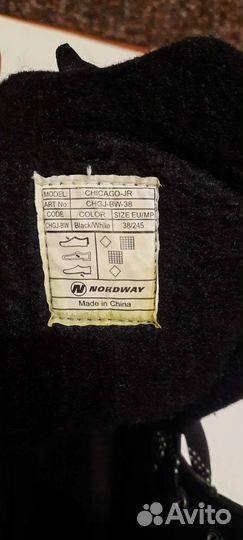 MODEL: CHICAGO-JR
ART No: CHGJ-BW-38
CODE COLOR SIZE EU/MP
CHGJ-BW Black/White 38/245
NORDWAY
Made in China
Avito